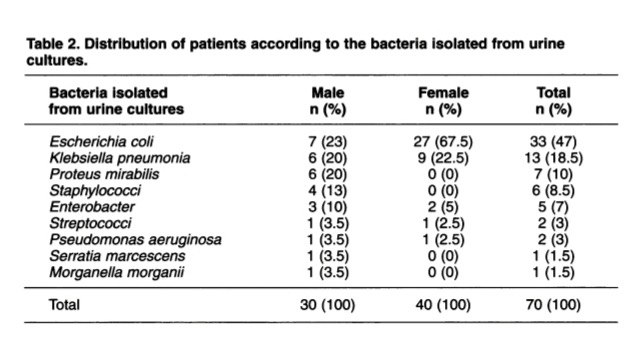 Table 2. Distribution of patients according to the bacteria isolated from urine
cultures.
Bacteria isolated Male Female Total
from urine cultures n (%) n (%) n (%)
Escherichia coli 7 (23) 27 (67.5) 33 (47)
Klebsiella pneumonia 6 (20) 9 (22.5) 13 (18.5)
Proteus mirabilis 6 (20) 0 (0) 7 (10)
Staphylococci 4 (13) 0 (0) 6 (8.5)
Enterobacter 3 (10) 2 (5) 5 (7)
Streptococci 1 (3.5) 1 (2.5) 2 (3)
Pseudomonas aeruginosa 1 (3.5) 1 (2.5) 2 (3)
Serratia marcescens 1 (3.5) 0 (0) 1 (1.5)
Morganella morganii 1 (3.5) 0 (0) 1 (1.5)
Total 30 (100) 40 (100) 70 (100)